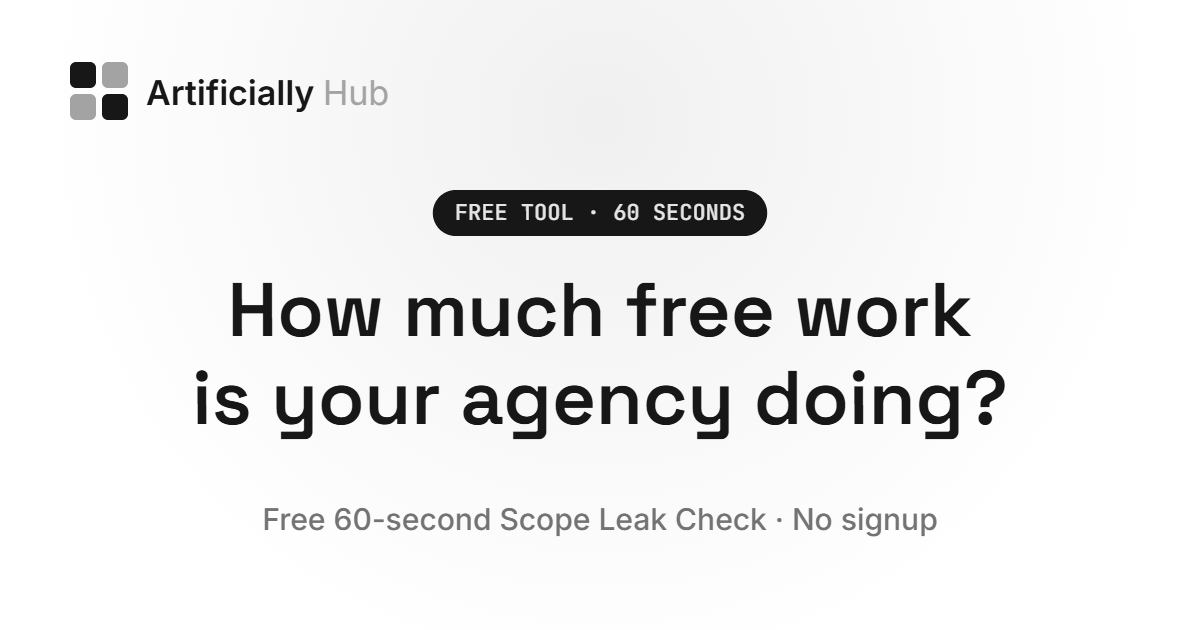 Artificially Hub
FREE TOOL · 60 SECONDS
How much free work
is your agency doing?
Free 60-second Scope Leak Check · No signup